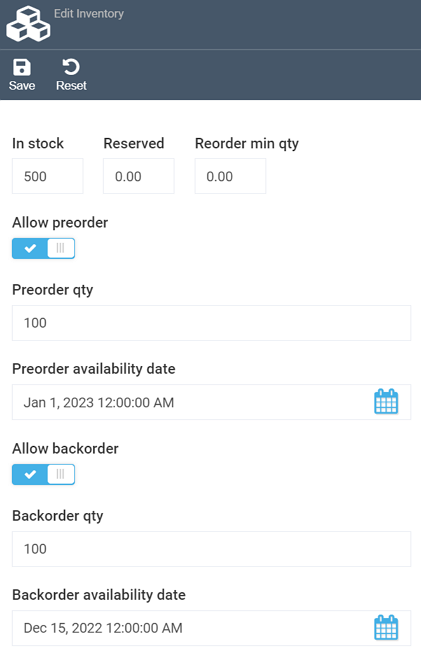 Edit Inventory
Save Reset
In stock Reserved Reorder min qty
500 0.00 0.00
Allow preorder
Preorder qty
100
Preorder availability date
Jan 1, 2023 12:00:00 AM
Allow backorder
Backorder qty
100
Backorder availability date
Dec 15, 2022 12:00:00 AM